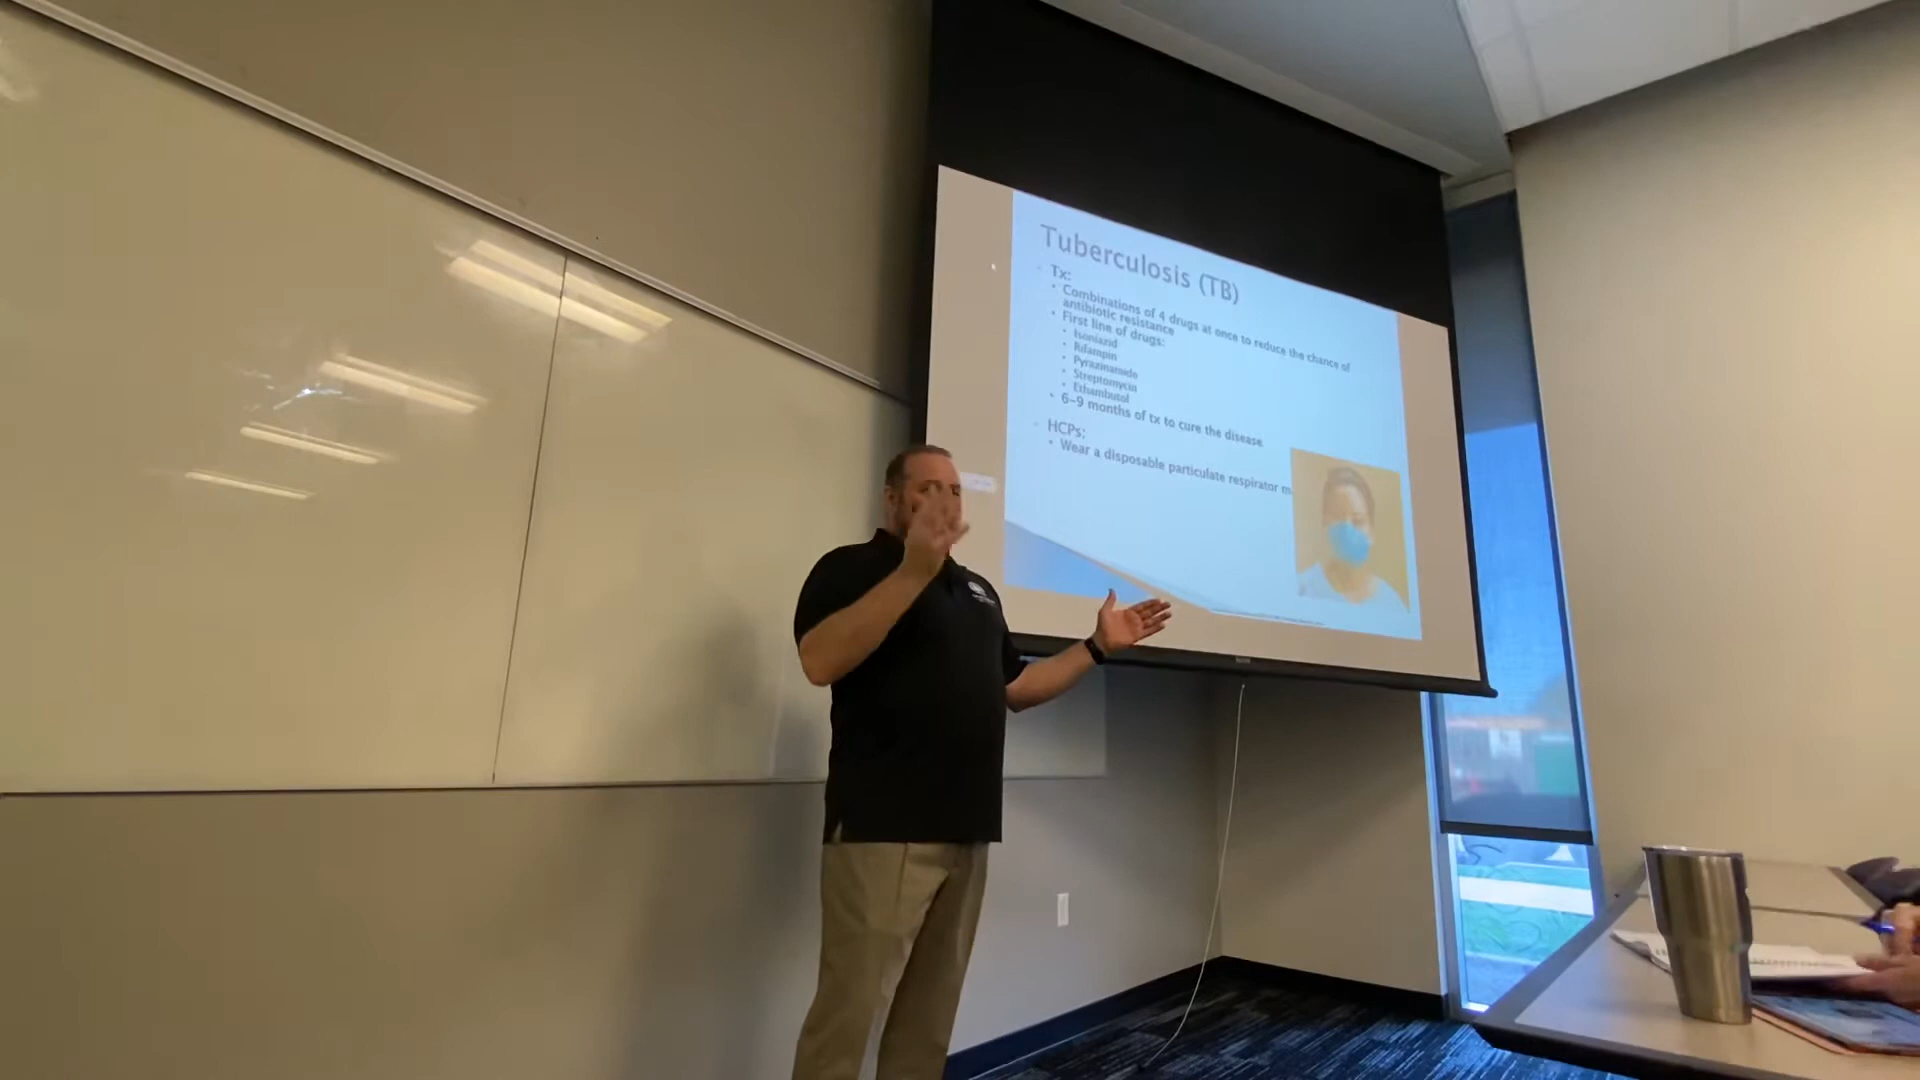 Tuberculosis (TB)
Tx:
Combinations of 4 drugs at once to reduce the chance of
antibiotic resistance
First line of drugs:
Isoniazid
Rifampin
Pyrazinamide
Streptomycin
Ethambutol
6-9 months of tx to cure the disease
HCPs:
Wear a disposable particulate respirator m